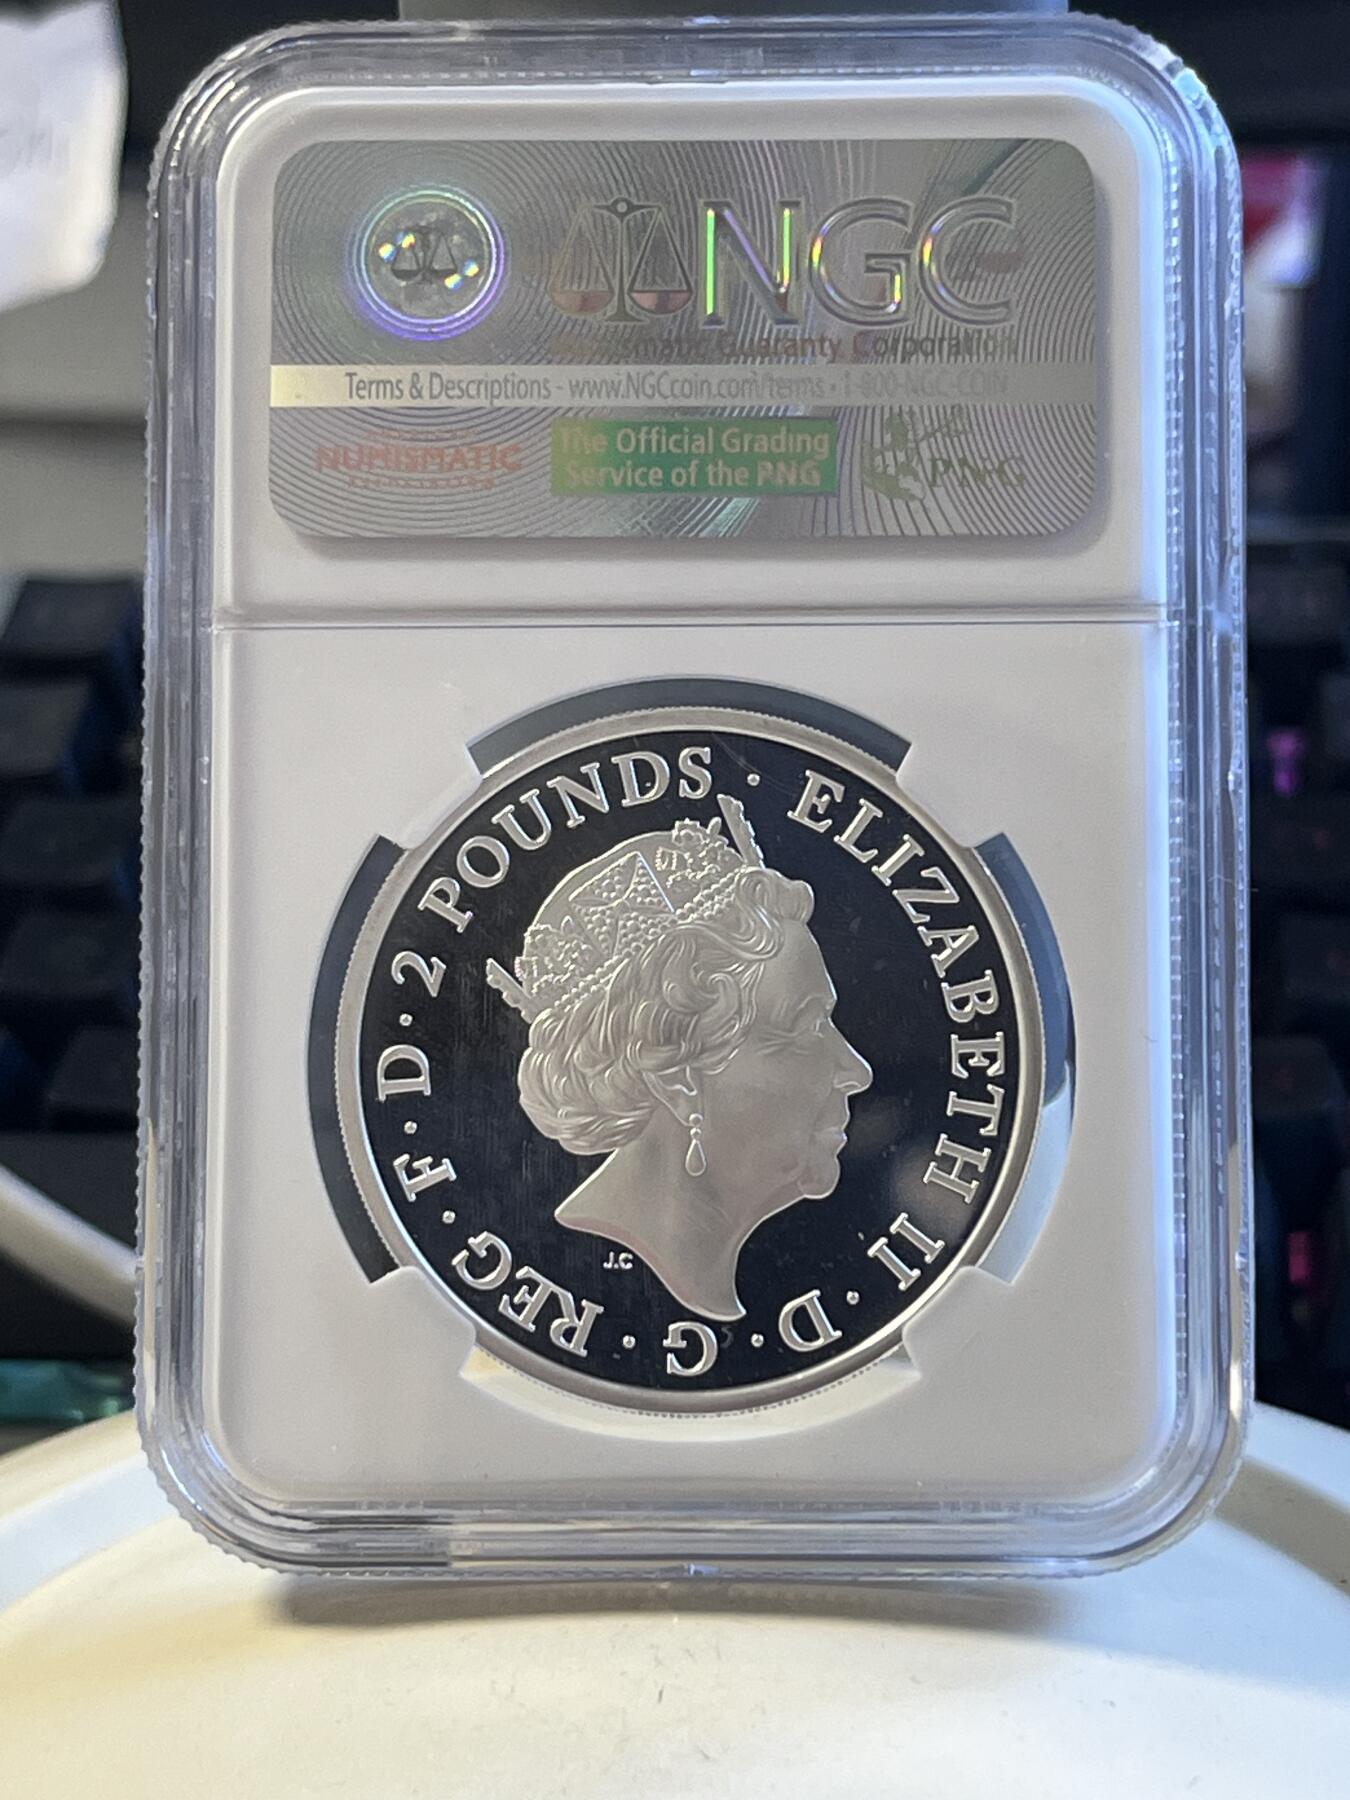 NGC
Numismatic Guaranty Corporation
Terms & Descriptions - www.NGCcoin.com/terms • 1-800-NGC-COIN
NUMISMATIC
The Official Grading
Service of the PNG
PNG
ELIZABETH II · D · G · REG · F · D · 2 POUNDS ·
J.C